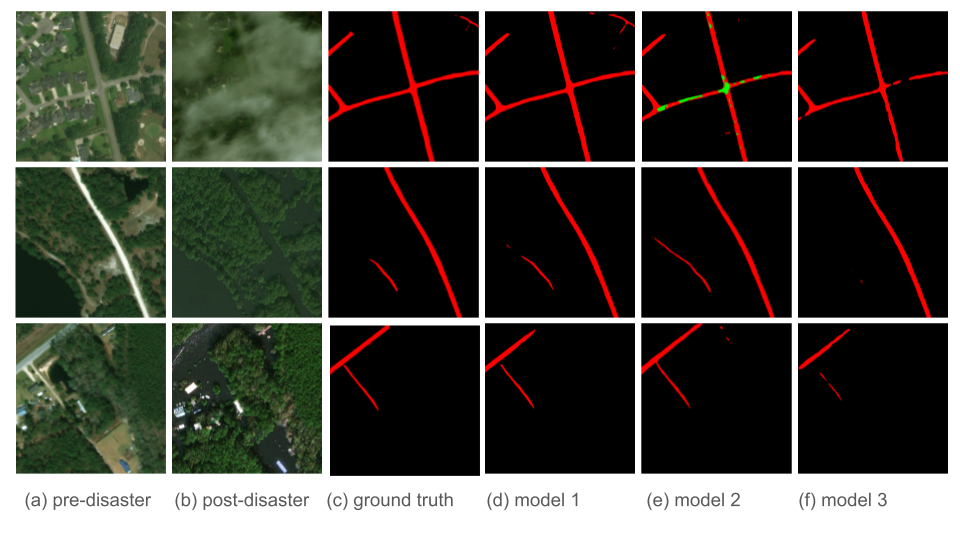 (a) pre-disaster (b) post-disaster (c) ground truth (d) model 1 (e) model 2 (f) model 3